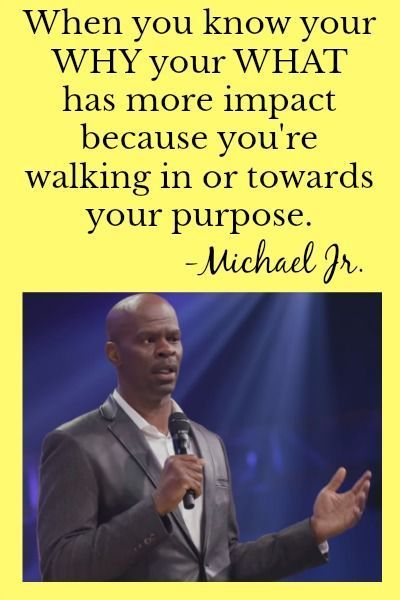 When you know your
WHY your WHAT
has more impact
because you're
walking in or towards
your purpose.
-Michael Jr.